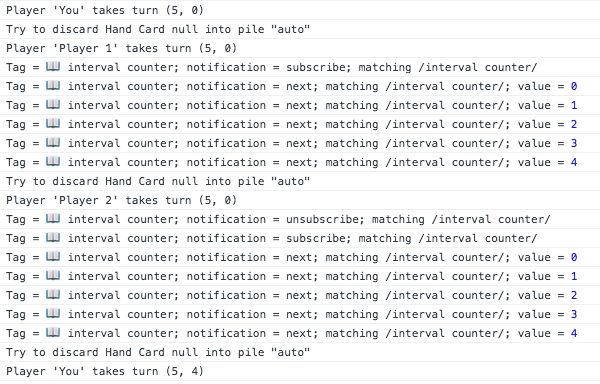 Player 'You' takes turn (5, 0)
Try to discard Hand Card null into pile "auto"
Player 'Player 1' takes turn (5, 0)
Tag = 📖 interval counter; notification = subscribe; matching /interval counter/
Tag = 📖 interval counter; notification = next; matching /interval counter/; value = 0
Tag = 📖 interval counter; notification = next; matching /interval counter/; value = 1
Tag = 📖 interval counter; notification = next; matching /interval counter/; value = 2
Tag = 📖 interval counter; notification = next; matching /interval counter/; value = 3
Tag = 📖 interval counter; notification = next; matching /interval counter/; value = 4
Try to discard Hand Card null into pile "auto"
Player 'Player 2' takes turn (5, 0)
Tag = 📖 interval counter; notification = unsubscribe; matching /interval counter/
Tag = 📖 interval counter; notification = subscribe; matching /interval counter/
Tag = 📖 interval counter; notification = next; matching /interval counter/; value = 0
Tag = 📖 interval counter; notification = next; matching /interval counter/; value = 1
Tag = 📖 interval counter; notification = next; matching /interval counter/; value = 2
Tag = 📖 interval counter; notification = next; matching /interval counter/; value = 3
Tag = 📖 interval counter; notification = next; matching /interval counter/; value = 4
Try to discard Hand Card null into pile "auto"
Player 'You' takes turn (5, 4)